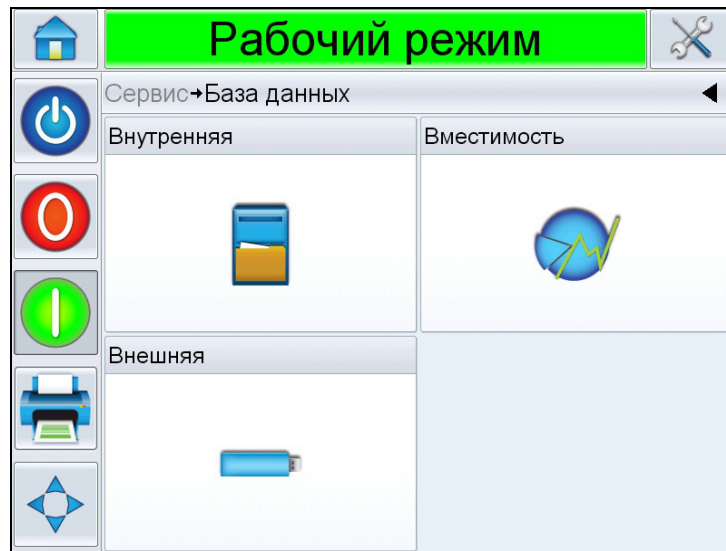 Рабочий режим
Сервис→База данных
Внутренняя
Вместимость
Внешняя